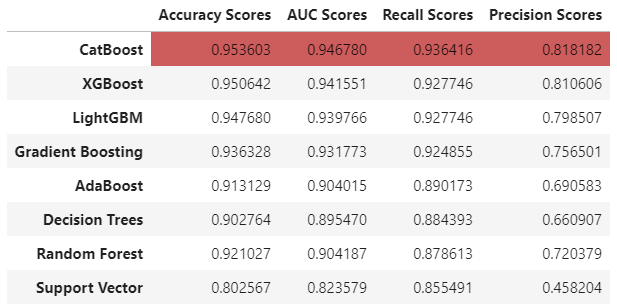 Accuracy Scores AUC Scores Recall Scores Precision Scores
CatBoost 0.953603 0.946780 0.936416 0.818182
XGBoost 0.950642 0.941551 0.927746 0.810606
LightGBM 0.947680 0.939766 0.927746 0.798507
Gradient Boosting 0.936328 0.931773 0.924855 0.756501
AdaBoost 0.913129 0.904015 0.890173 0.690583
Decision Trees 0.902764 0.895470 0.884393 0.660907
Random Forest 0.921027 0.904187 0.878613 0.720379
Support Vector 0.802567 0.823579 0.855491 0.458204